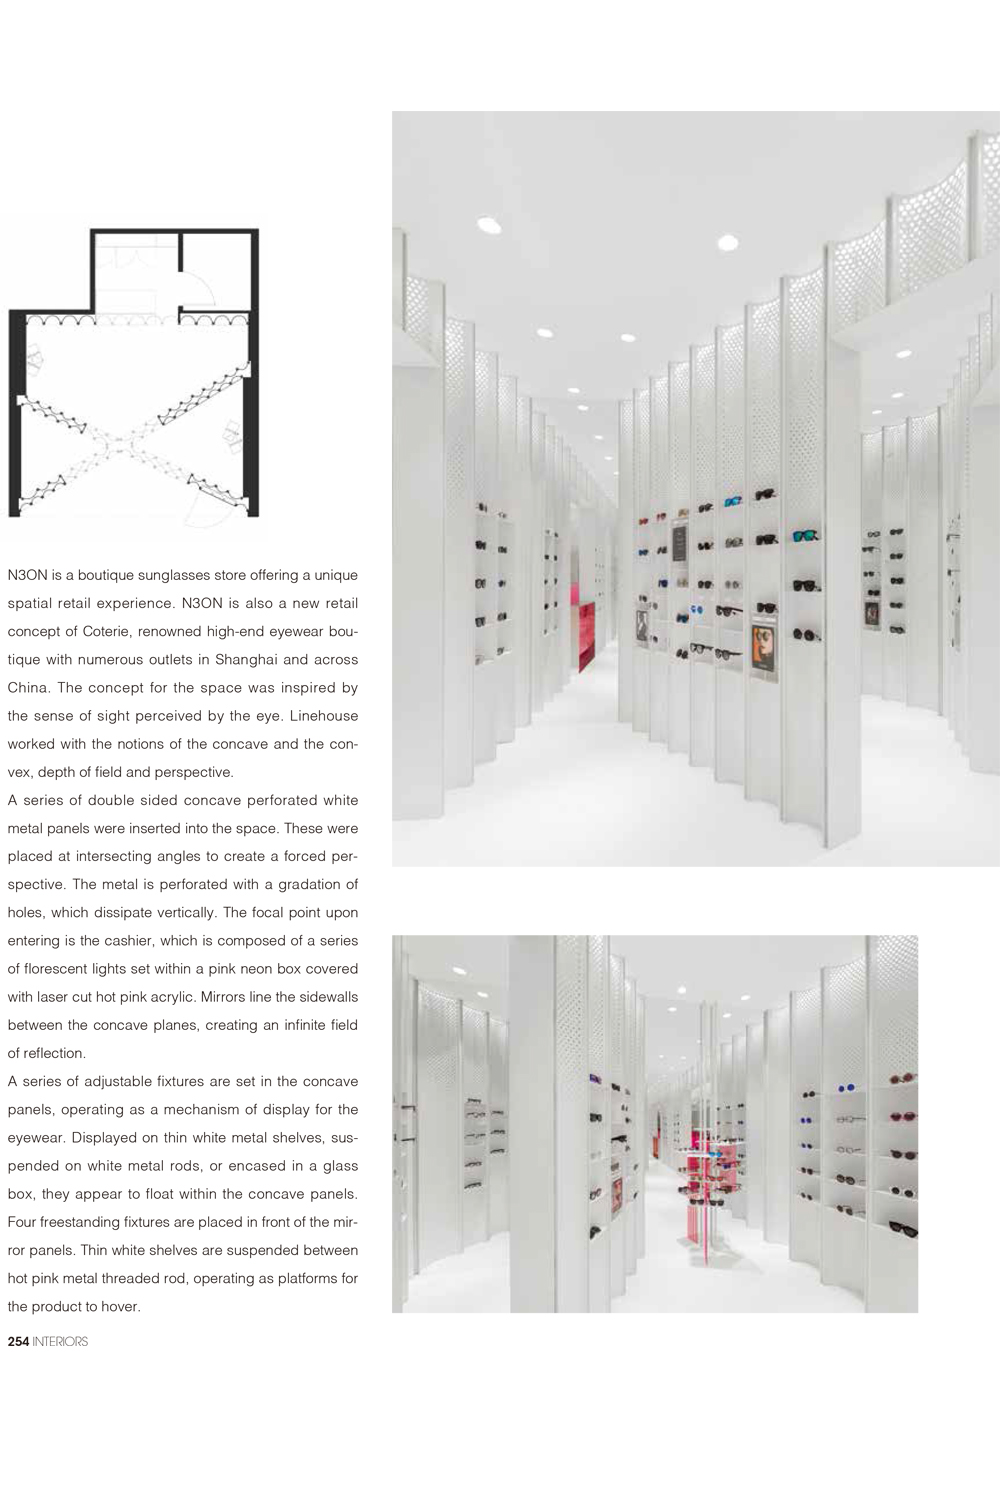 N3ON is a boutique sunglasses store offering a unique
spatial retail experience. N3ON is also a new retail
concept of Coterie, renowned high-end eyewear bou-
tique with numerous outlets in Shanghai and across
China. The concept for the space was inspired by
the sense of sight perceived by the eye. Linehouse
worked with the notions of the concave and the con-
vex, depth of field and perspective.
A series of double sided concave perforated white
metal panels were inserted into the space. These were
placed at intersecting angles to create a forced per-
spective. The metal is perforated with a gradation of
holes, which dissipate vertically. The focal point upon
entering is the cashier, which is composed of a series
of florescent lights set within a pink neon box covered
with laser cut hot pink acrylic. Mirrors line the sidewalls
between the concave planes, creating an infinite field
of reflection.
A series of adjustable fixtures are set in the concave
panels, operating as a mechanism of display for the
eyewear. Displayed on thin white metal shelves, sus-
pended on white metal rods, or encased in a glass
box, they appear to float within the concave panels.
Four freestanding fixtures are placed in front of the mir-
ror panels. Thin white shelves are suspended between
hot pink metal threaded rod, operating as platforms for
the product to hover.
254 INTERIORS